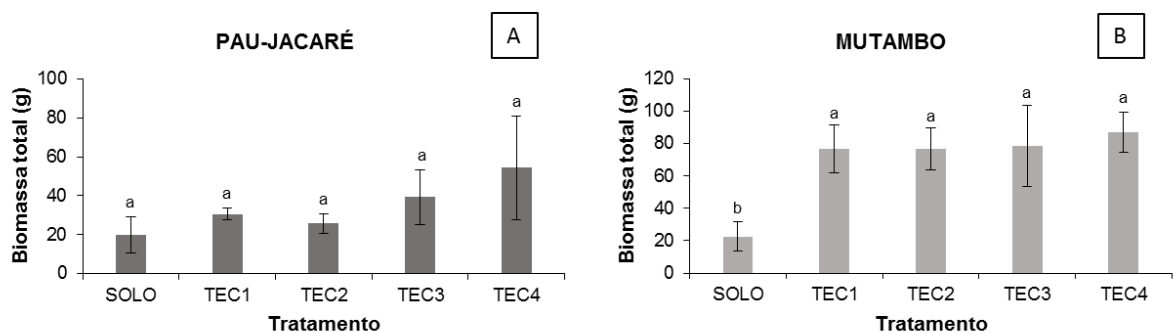 PAU-JACARÉ
A
Biomassa total (g)
100
80
60
40
20
0
a
a
a
a
a
SOLO TEC1 TEC2 TEC3 TEC4
Tratamento
MUTAMBO
B
Biomassa total (g)
120
100
80
60
40
20
0
b
a
a
a
a
SOLO TEC1 TEC2 TEC3 TEC4
Tratamento